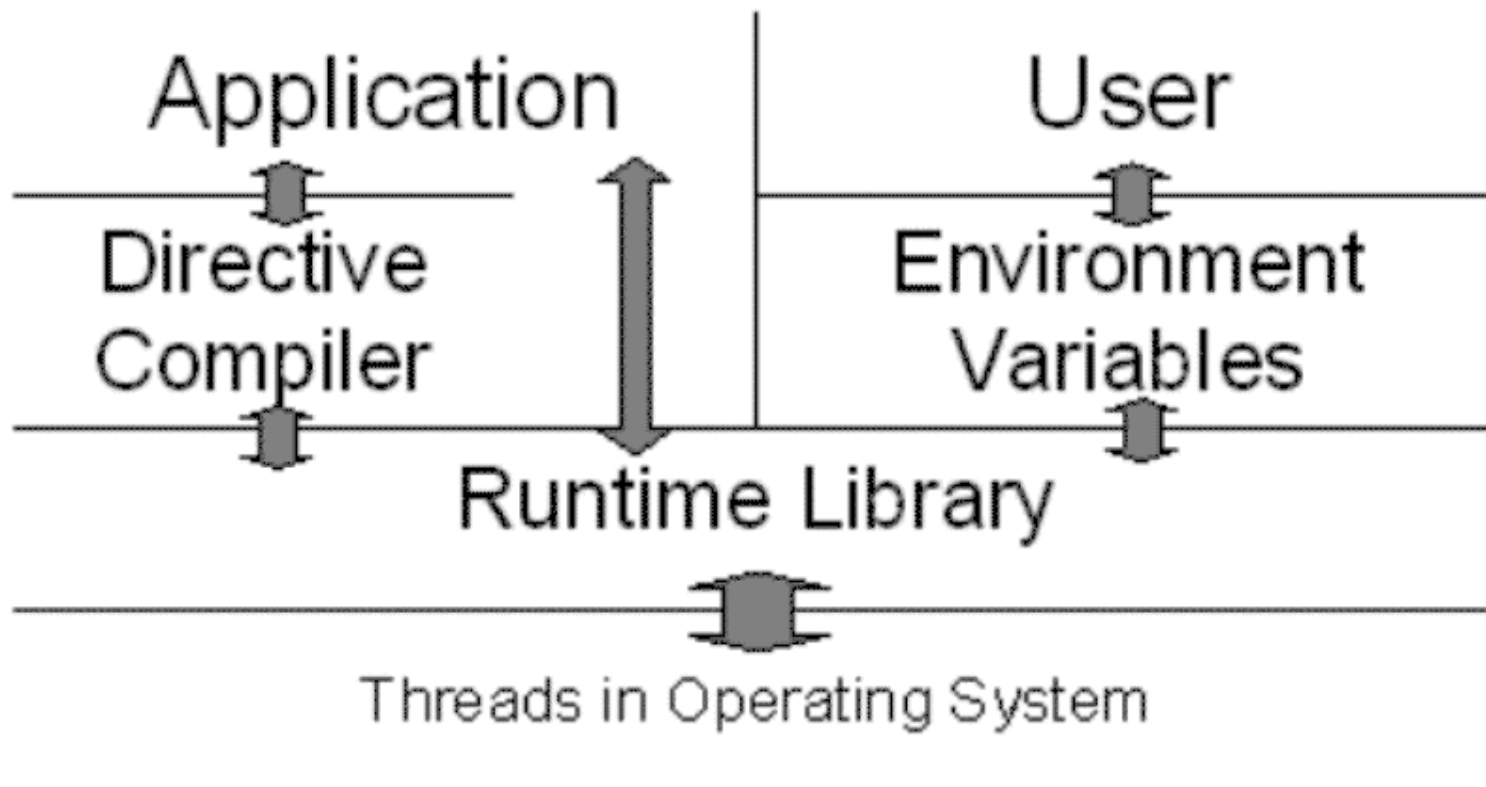 Application
User
Directive
Compiler
Environment
Variables
Runtime Library
Threads in Operating System